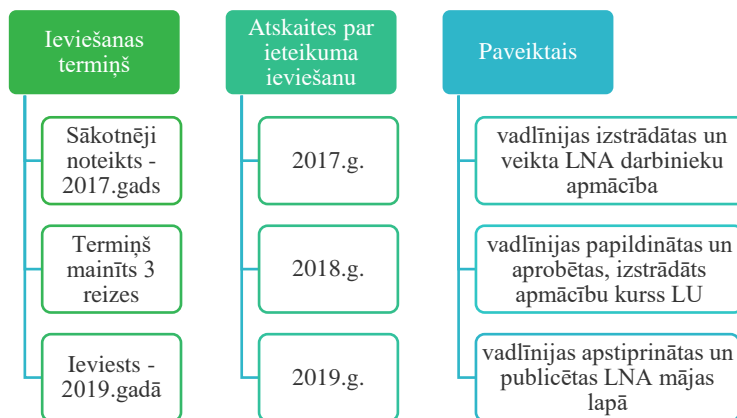 Ieviešanas
termiņš
Sākotnēji
noteikts -
2017.gads
Termiņš
mainīts 3
reizes
Ieviests -
2019.gadā
Atskaites par
ieteikuma
ieviešanu
2017.g.
2018.g.
2019.g.
Paveiktais
vadlīnijas izstrādātas un
veikta LNA darbinieku
apmācība
vadlīnijas papildinātas un
aprobētas, izstrādāts
apmācību kurss LU
vadlīnijas apstiprinātas un
publicētas LNA mājas
lapā